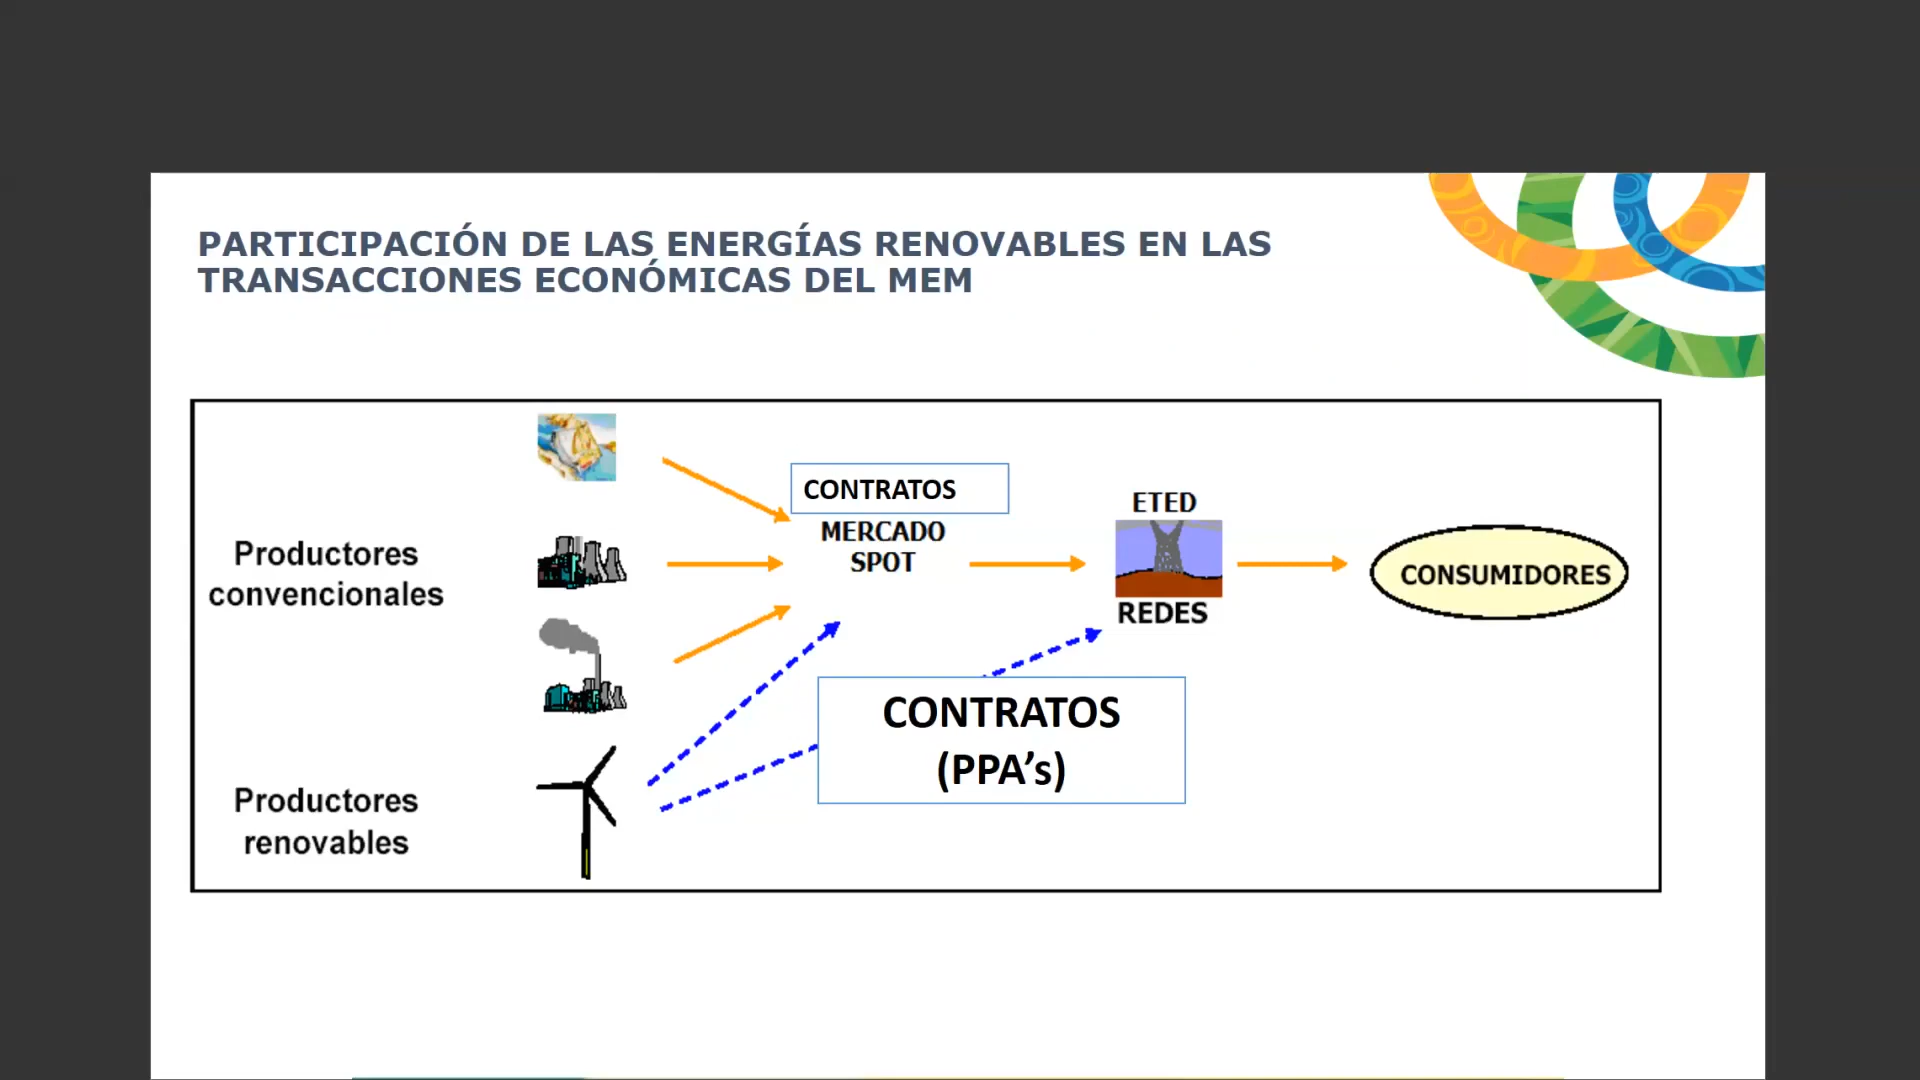 PARTICIPACIÓN DE LAS ENERGÍAS RENOVABLES EN LAS
TRANSACCIONES ECONÓMICAS DEL MEM
CONTRATOS
MERCADO
SPOT
ETED
REDES
CONSUMIDORES
Productores
convencionales
CONTRATOS
(PPA’s)
Productores
renovables